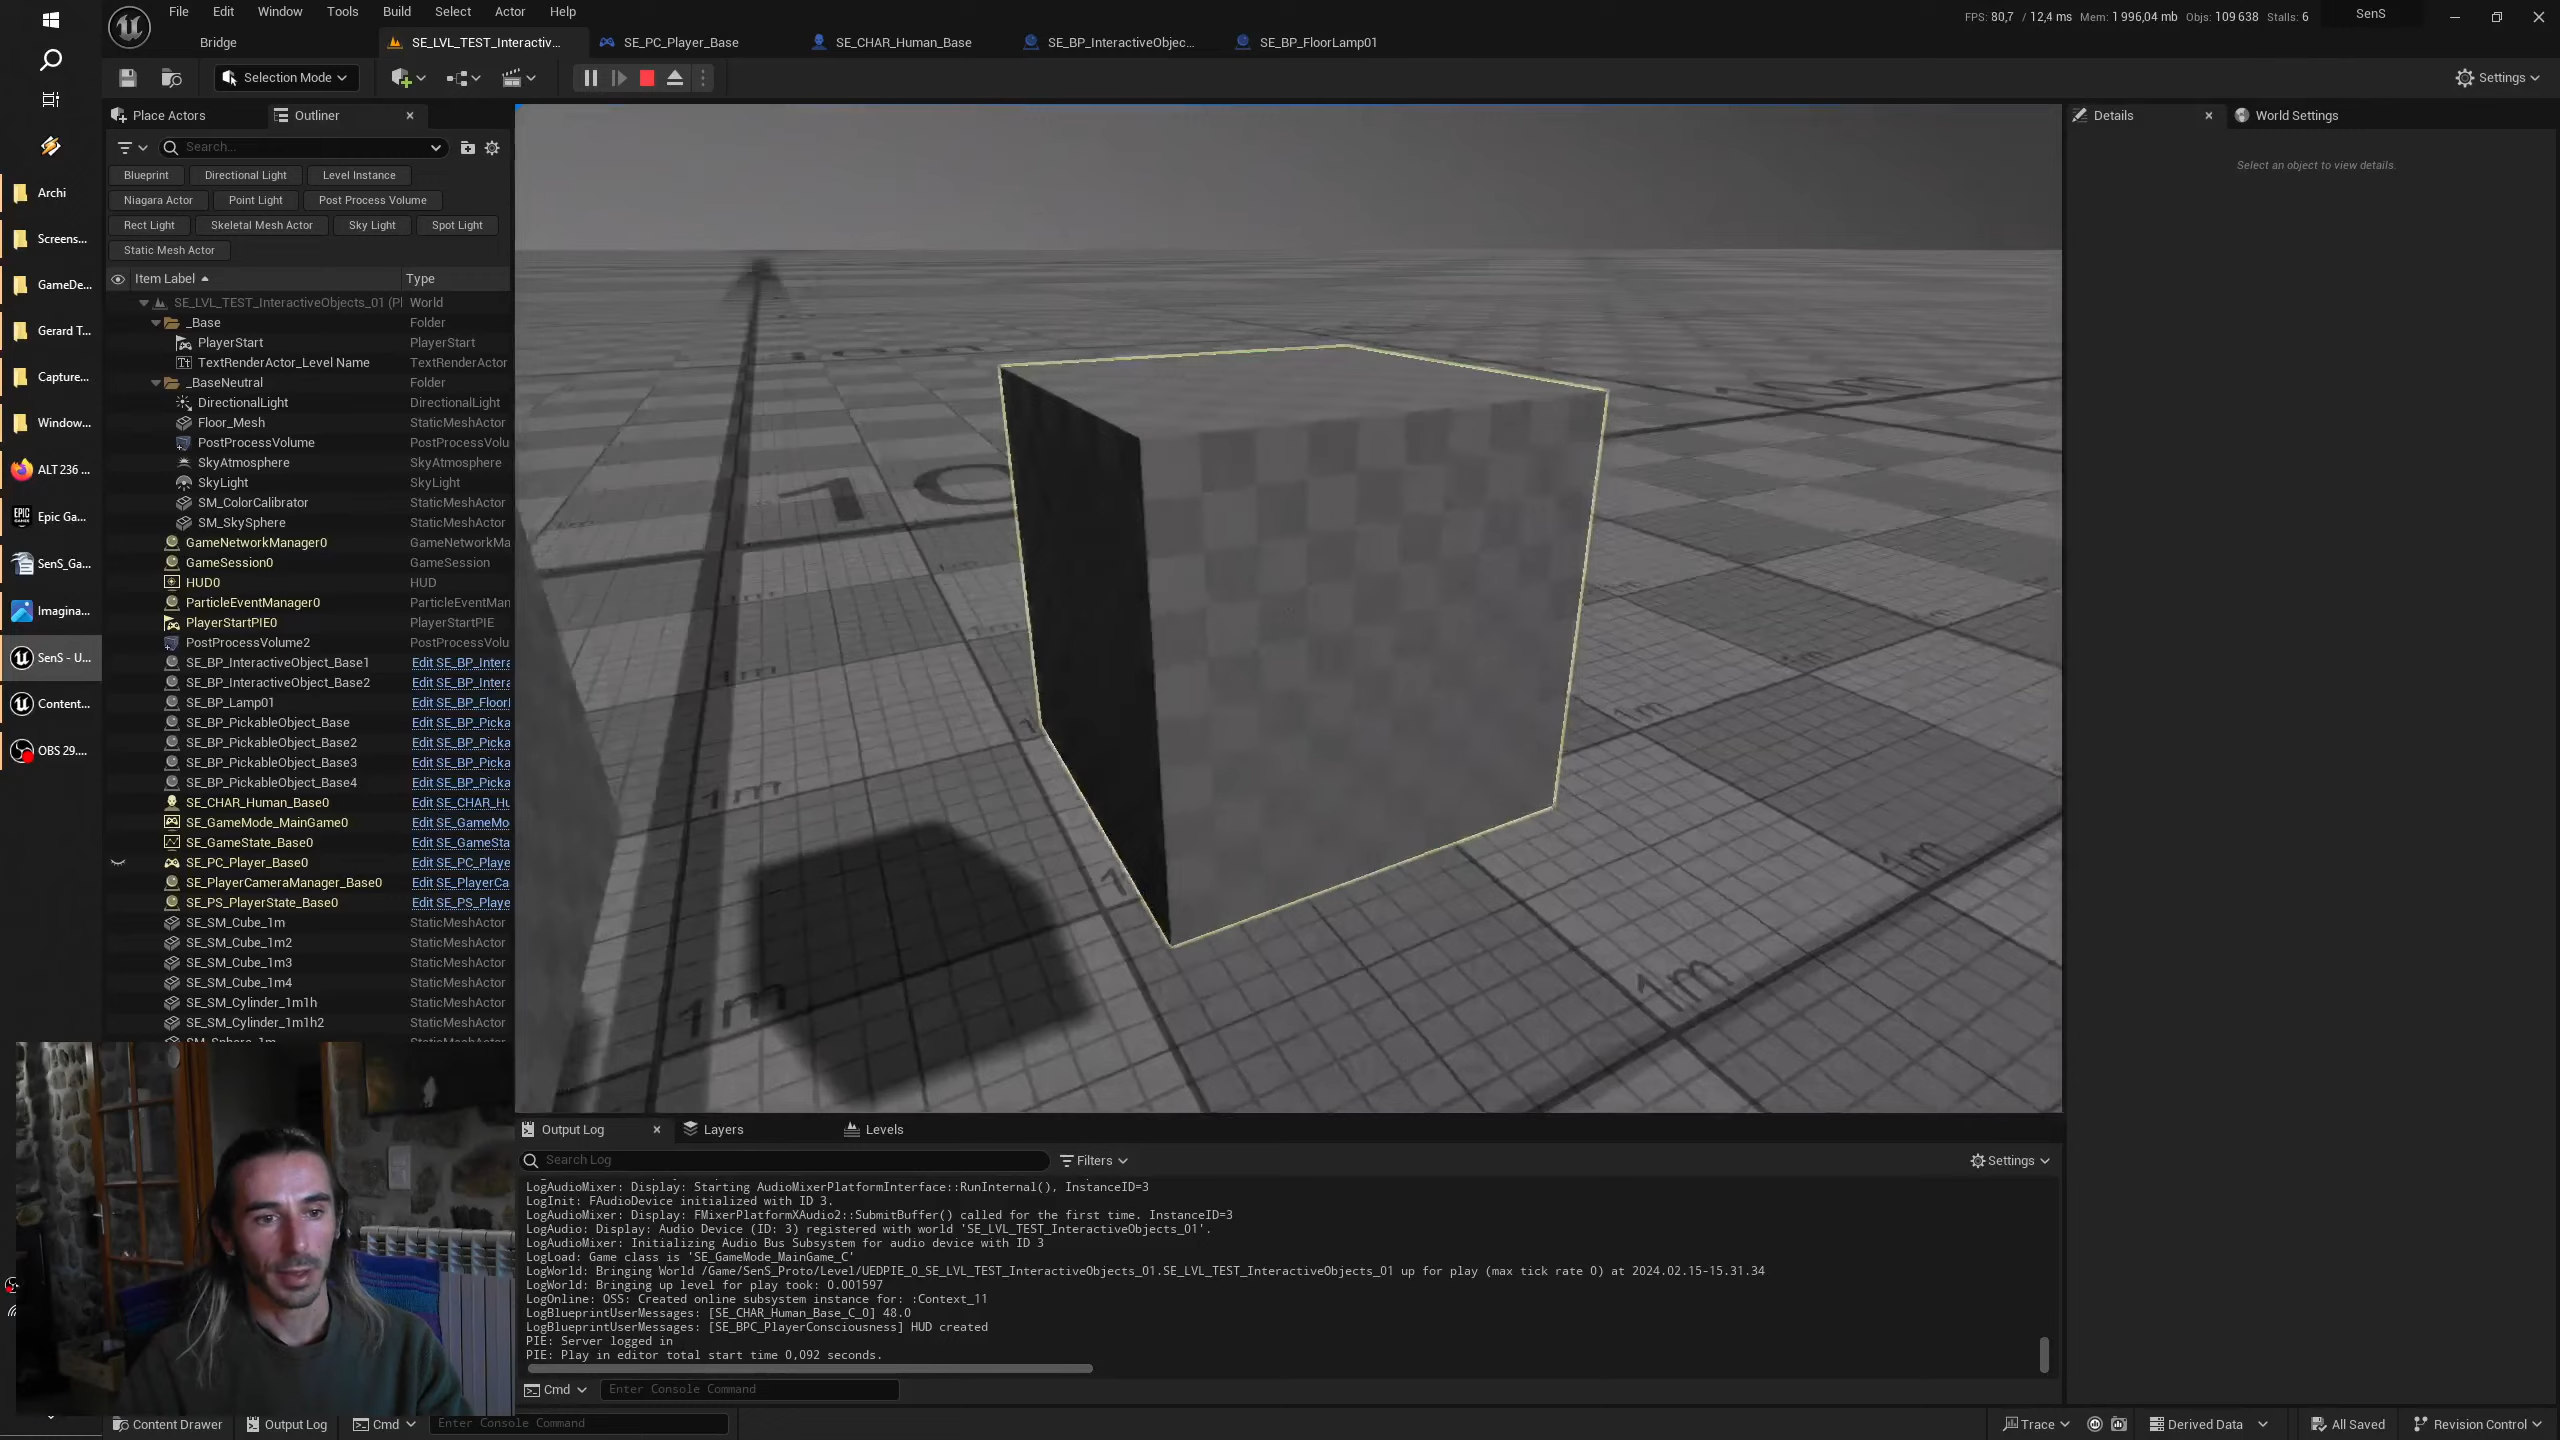 File Edit Window Tools Build Select Actor Help
FPS: 80,7 / 12,4 ms Mem: 1 996,04 mb Objs: 109 638 Stalls: 6 SenS
Bridge SE_LVL_TEST_Interactiv... SE_PC_Player_Base SE_CHAR_Human_Base SE_BP_InteractiveObjec... SE_BP_FloorLamp01
Selection Mode Settings
Place Actors Outliner Details World Settings
Search...
Select an object to view details.
Blueprint Directional Light Level Instance
Niagara Actor Point Light Post Process Volume
Rect Light Skeletal Mesh Actor Sky Light Spot Light
Static Mesh Actor
Item Label Type
SE_LVL_TEST_InteractiveObjects_01 (Pl World
_Base Folder
PlayerStart PlayerStart
TextRenderActor_Level Name TextRenderActor
_BaseNeutral Folder
DirectionalLight DirectionalLight
Floor_Mesh StaticMeshActor
PostProcessVolume PostProcessVolu
SkyAtmosphere SkyAtmosphere
SkyLight SkyLight
SM_ColorCalibrator StaticMeshActor
SM_SkySphere StaticMeshActor
GameNetworkManager0 GameNetworkMa
GameSession0 GameSession
HUD0 HUD
ParticleEventManager0 ParticleEventMan
PlayerStartPIE0 PlayerStartPIE
PostProcessVolume2 PostProcessVolu
SE_BP_InteractiveObject_Base1 Edit SE_BP_Intera
SE_BP_InteractiveObject_Base2 Edit SE_BP_Intera
SE_BP_Lamp01 Edit SE_BP_Floorl
SE_BP_PickableObject_Base Edit SE_BP_Picka
SE_BP_PickableObject_Base2 Edit SE_BP_Picka
SE_BP_PickableObject_Base3 Edit SE_BP_Picka
SE_BP_PickableObject_Base4 Edit SE_BP_Picka
SE_CHAR_Human_Base0 Edit SE_CHAR_Hu
SE_GameMode_MainGame0 Edit SE_GameMo
SE_GameState_Base0 Edit SE_GameSta
SE_PC_Player_Base0 Edit SE_PC_Playe
SE_PlayerCameraManager_Base0 Edit SE_PlayerCa
SE_PS_PlayerState_Base0 Edit SE_PS_Playe
SE_SM_Cube_1m StaticMeshActor
SE_SM_Cube_1m2 StaticMeshActor
SE_SM_Cube_1m3 StaticMeshActor
SE_SM_Cube_1m4 StaticMeshActor
SE_SM_Cylinder_1m1h StaticMeshActor
SE_SM_Cylinder_1m1h2 StaticMeshActor
Archi
Screens...
GameDe...
Gerard T...
Capture...
Window...
ALT 236 ...
Epic Ga...
SenS_Ga...
Imagina...
SenS - U...
Content...
OBS 29....
10
1m
1m
1m
1m
1m
1m
1m
Output Log Layers Levels
Search Log Filters Settings
LogAudioMixer: Display: Starting AudioMixerPlatformInterface::RunInternal(), InstanceID=3
LogInit: FAudioDevice initialized with ID 3.
LogAudioMixer: Display: FMixerPlatformXAudio2::SubmitBuffer() called for the first time. InstanceID=3
LogAudio: Display: Audio Device (ID: 3) registered with world 'SE_LVL_TEST_InteractiveObjects_01'.
LogAudioMixer: Initializing Audio Bus Subsystem for audio device with ID 3
LogLoad: Game class is 'SE_GameMode_MainGame_C'
LogWorld: Bringing World /Game/SenS_Proto/Level/UEDPIE_0_SE_LVL_TEST_InteractiveObjects_01.SE_LVL_TEST_InteractiveObjects_01 up for play (max tick rate 0) at 2024.02.15-15.31.34
LogWorld: Bringing up level for play took: 0.001597
LogOnline: OSS: Created online subsystem instance for: :Context_11
LogBlueprintUserMessages: [SE_CHAR_Human_Base_C_0] 48.0
LogBlueprintUserMessages: [SE_BPC_PlayerConsciousness] HUD created
PIE: Server logged in
PIE: Play in editor total start time 0,092 seconds.
Cmd Enter Console Command
Content Drawer Output Log Cmd Enter Console Command Trace Derived Data All Saved Revision Control